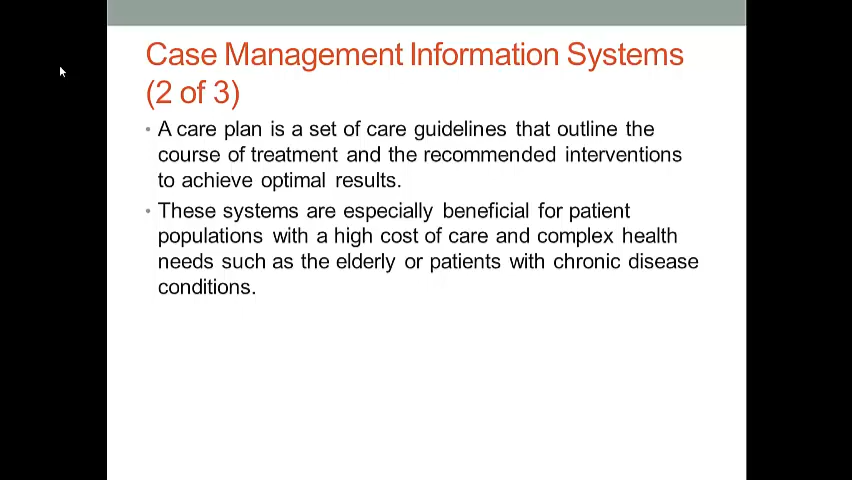 Case Management Information Systems
(2 of 3)
• A care plan is a set of care guidelines that outline the
course of treatment and the recommended interventions
to achieve optimal results.
• These systems are especially beneficial for patient
populations with a high cost of care and complex health
needs such as the elderly or patients with chronic disease
conditions.